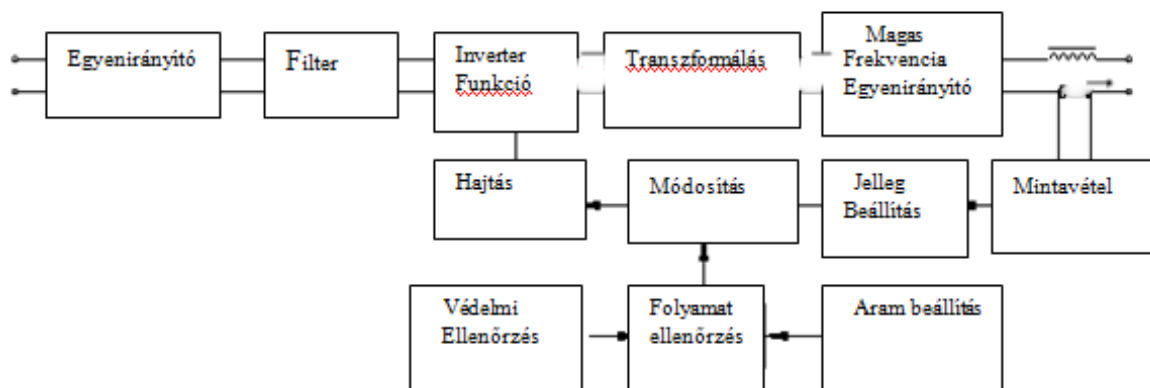 Egyenirányító
Filter
Inverter
Funkció
Transzformálás
Magas
Frekvencia
Egyenirányító
Hajtás
Módosítás
Jelleg
Beállítás
Mintavétel
Védelmi
Ellenőrzés
Folyamat
ellenőrzés
Aram beállítás